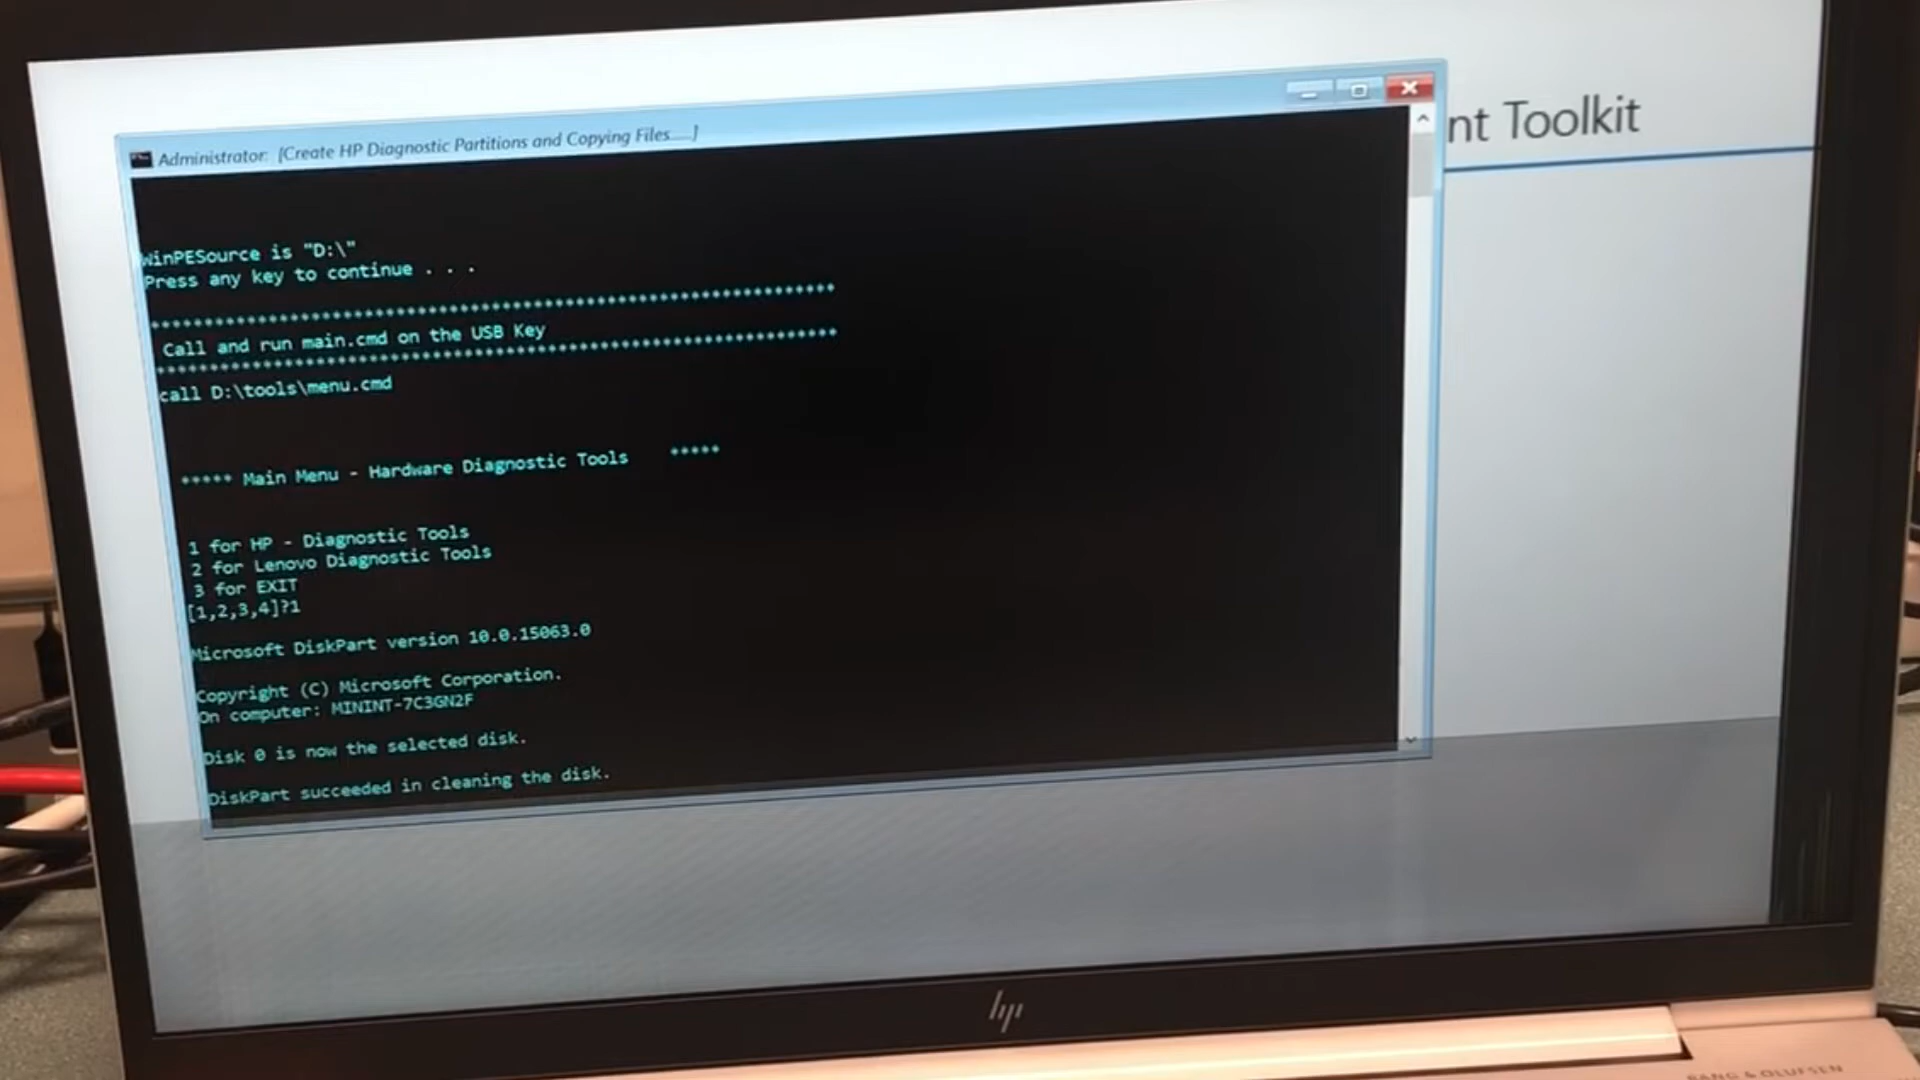 nt Toolkit
Administrator: [Create HP Diagnostic Partitions and Copying Files.....]
WinPESource is "D:\"
Press any key to continue . . .
*****************************************************************
Call and run main.cmd on the USB Key
*****************************************************************
call D:\tools\menu.cmd
***** Main Menu - Hardware Diagnostic Tools *****
1 for HP - Diagnostic Tools
2 for Lenovo Diagnostic Tools
3 for EXIT
[1,2,3,4]?1
Microsoft DiskPart version 10.0.15063.0
Copyright (C) Microsoft Corporation.
On computer: MININT-7C3GN2F
Disk 0 is now the selected disk.
DiskPart succeeded in cleaning the disk.
hp
BANG & OLUFSEN